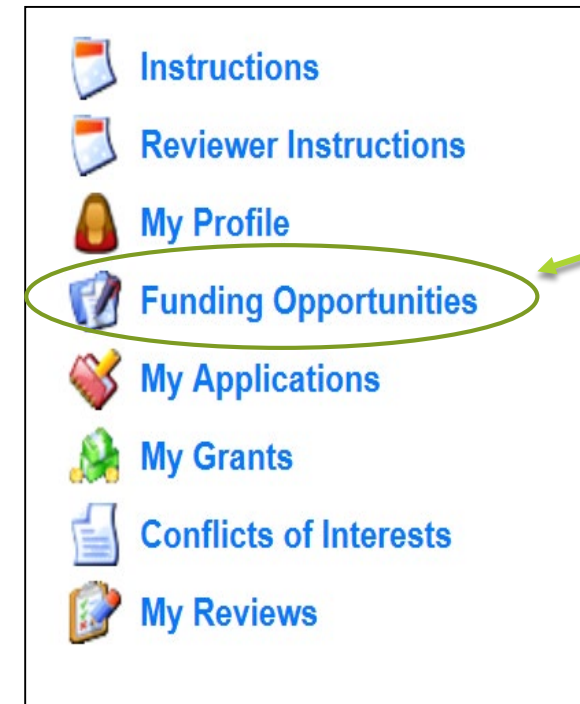 Instructions
Reviewer Instructions
My Profile
Funding Opportunities
My Applications
My Grants
Conflicts of Interests
My Reviews